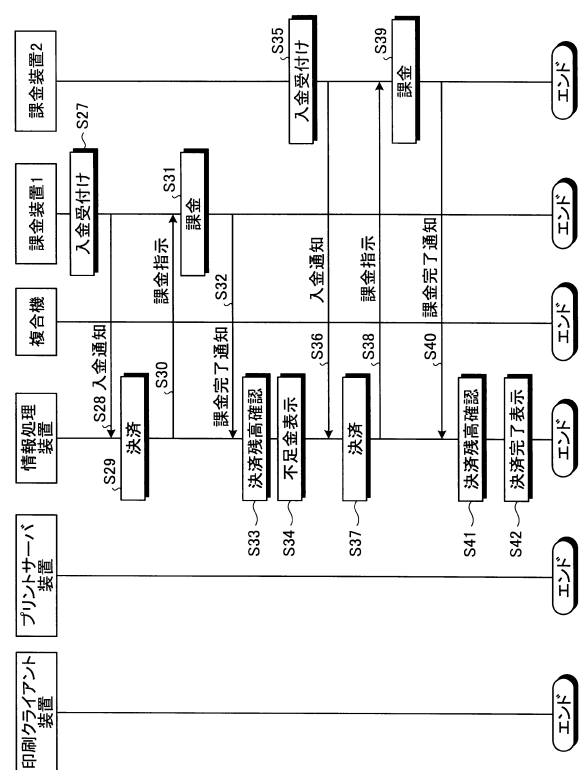 印刷クライアント
装置
プリントサーバ
装置
情報処理
装置
複合機
課金装置1
課金装置2
入金受付け
S27
S28
入金通知
S29
決済
S30
課金指示
S31
課金
S32
課金完了通知
S33
決済残高確認
S34
不足金表示
S35
入金受付け
S36
入金通知
S37
決済
S38
課金指示
S39
課金
S40
課金完了通知
S41
決済残高確認
S42
決済完了表示
エンド
エンド
エンド
エンド
エンド
エンド